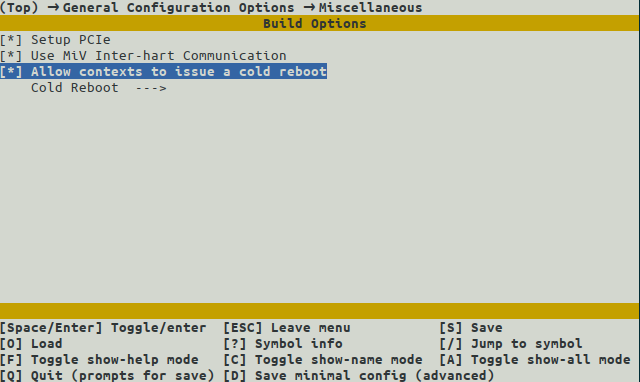 (Top) → General Configuration Options → Miscellaneous
Build Options
[*] Setup PCIe
[*] Use MiV Inter-hart Communication
[*] Allow contexts to issue a cold reboot
Cold Reboot --->
[Space/Enter] Toggle/enter [ESC] Leave menu [S] Save
[O] Load [?] Symbol info [/] Jump to symbol
[F] Toggle show-help mode [C] Toggle show-name mode [A] Toggle show-all mode
[Q] Quit (prompts for save) [D] Save minimal config (advanced)